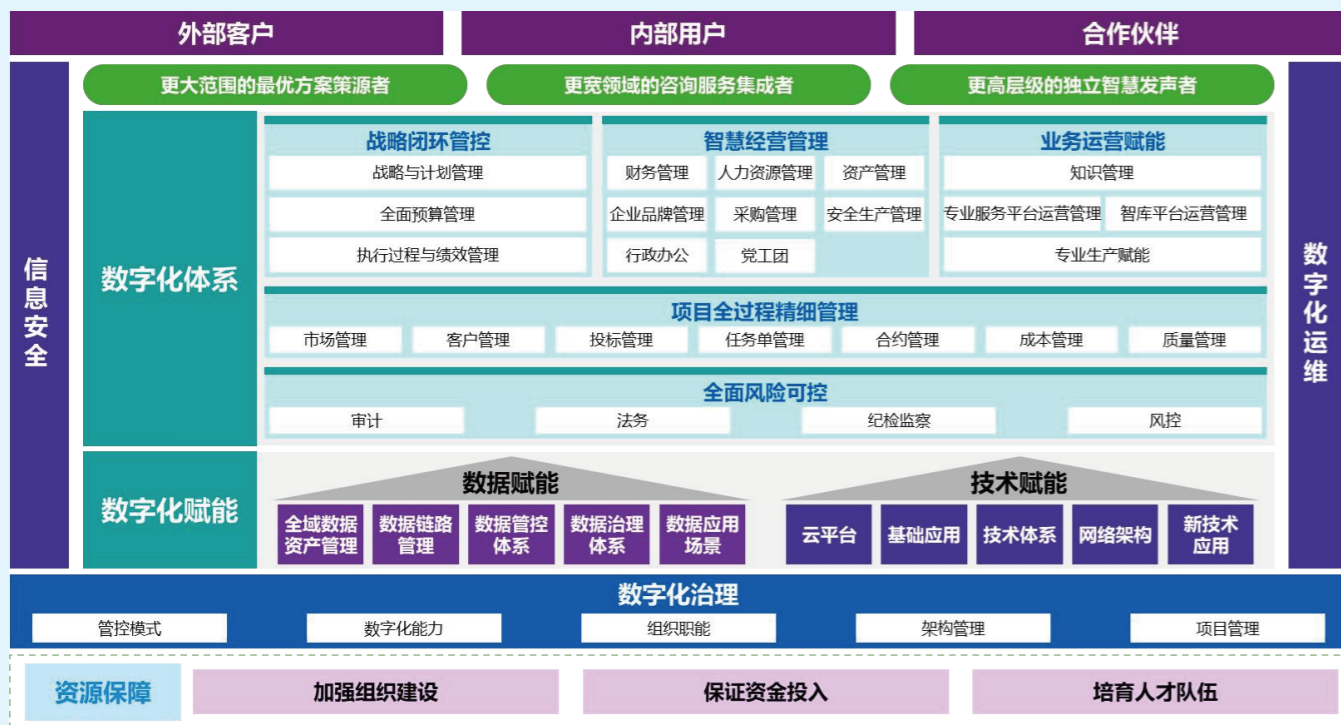 外部客户
内部用户
合作伙伴
信息安全
更大范围的最优方案策源者
更宽领域的咨询服务集成者
更高层级的独立智慧发声者
数字化运维
数字化体系
战略闭环管控
战略与计划管理
全面预算管理
执行过程与绩效管理
智慧经营管理
财务管理
人力资源管理
资产管理
企业品牌管理
采购管理
安全生产管理
行政办公
党工团
业务运营赋能
知识管理
专业服务平台运营管理
智库平台运营管理
专业生产赋能
项目全过程精细管理
市场管理
客户管理
投标管理
任务单管理
合约管理
成本管理
质量管理
全面风险可控
审计
法务
纪检监察
风控
数字化赋能
数据赋能
全域数据
资产管理
数据链路
管理
数据管控
体系
数据治理
体系
数据应用
场景
技术赋能
云平台
基础应用
技术体系
网络架构
新技术
应用
数字化治理
管控模式
数字化能力
组织职能
架构管理
项目管理
资源保障
加强组织建设
保证资金投入
培育人才队伍